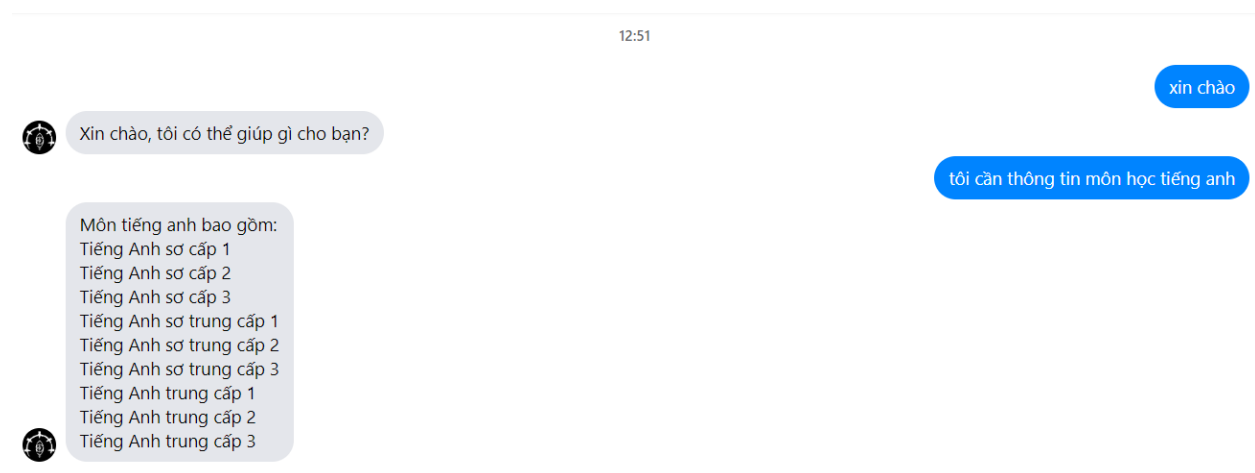 12:51
xin chào
Xin chào, tôi có thể giúp gì cho bạn?
tôi cần thông tin môn học tiếng anh
Môn tiếng anh bao gồm:
Tiếng Anh sơ cấp 1
Tiếng Anh sơ cấp 2
Tiếng Anh sơ cấp 3
Tiếng Anh sơ trung cấp 1
Tiếng Anh sơ trung cấp 2
Tiếng Anh sơ trung cấp 3
Tiếng Anh trung cấp 1
Tiếng Anh trung cấp 2
Tiếng Anh trung cấp 3